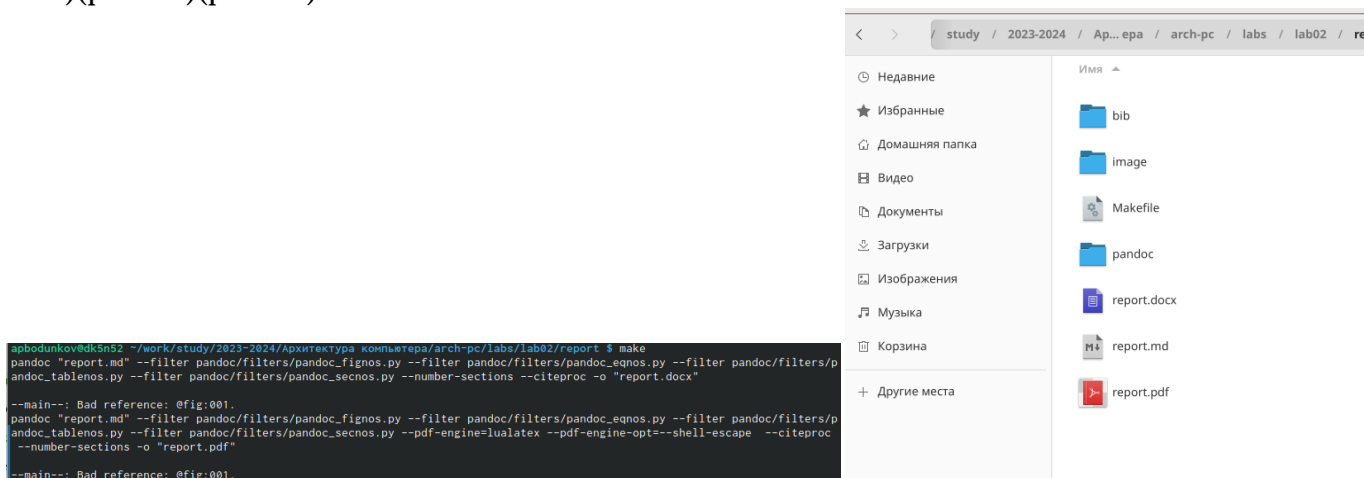 / study / 2023-2024 / Ap... epa / arch-pc / labs / lab02 / re
Недавние
Избранные
Домашняя папка
Видео
Документы
Загрузки
Изображения
Музыка
Корзина
+ Другие места
Имя
bib
image
Makefile
pandoc
report.docx
report.md
report.pdf
apbodunkov@dk5n52 ~/work/study/2023-2024/Архитектура компьютера/arch-pc/labs/lab02/report $ make
pandoc "report.md" --filter pandoc/filters/pandoc_fignos.py --filter pandoc/filters/pandoc_eqnos.py --filter pandoc/filters/p
andoc_tablenos.py --filter pandoc/filters/pandoc_secnos.py --number-sections --citeproc -o "report.docx"
--main--: Bad reference: @fig:001.
pandoc "report.md" --filter pandoc/filters/pandoc_fignos.py --filter pandoc/filters/pandoc_eqnos.py --filter pandoc/filters/p
andoc_tablenos.py --filter pandoc/filters/pandoc_secnos.py --pdf-engine=lualatex --pdf-engine-opt=--shell-escape --citeproc
--number-sections -o "report.pdf"
--main--: Bad reference: @fig:001.